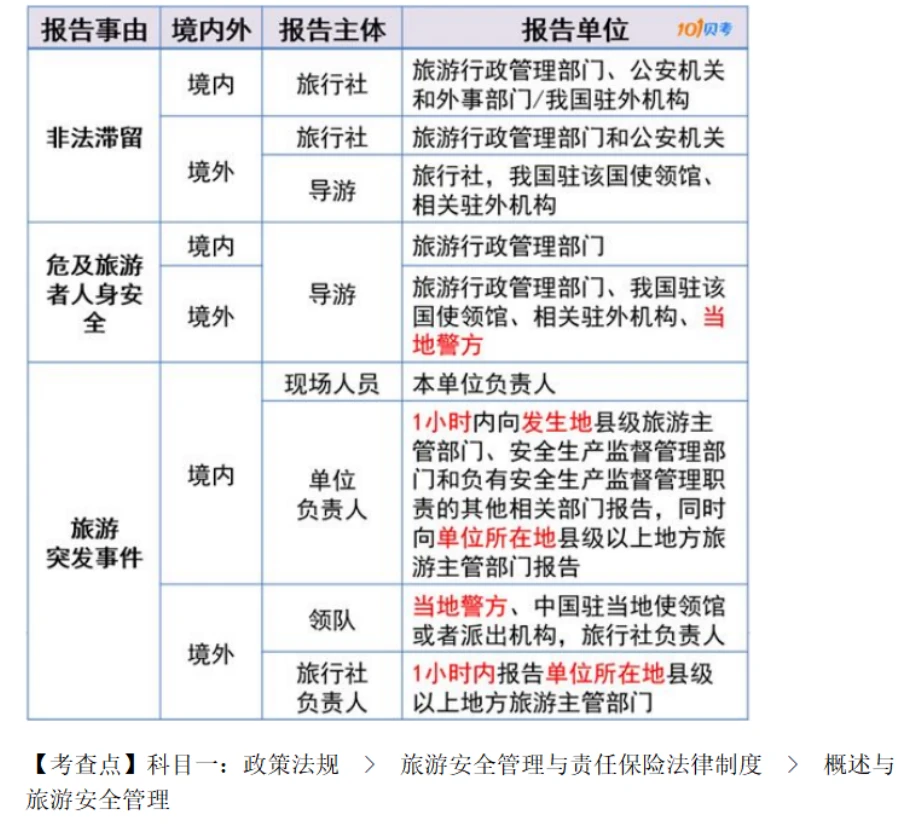 报告事由 境内外 报告主体 报告单位 101贝考
非法滞留
境内 旅行社
旅游行政管理部门、公安机关
和外事部门/我国驻外机构
境外
旅行社 旅游行政管理部门和公安机关
导游
旅行社，我国驻该国使领馆、
相关驻外机构
危及旅游
者人身安
全
境内
导游
旅游行政管理部门
境外
旅游行政管理部门、我国驻该
国使领馆、相关驻外机构、当
地警方
旅游
突发事件
境内
现场人员 本单位负责人
单位
负责人
1小时内向发生地县级旅游主
管部门、安全生产监督管理部
门和负有安全生产监督管理职
责的其他相关部门报告，同时
向单位所在地县级以上地方旅
游主管部门报告
境外
领队
当地警方、中国驻当地使领馆
或者派出机构，旅行社负责人
旅行社
负责人
1小时内报告单位所在地县级
以上地方旅游主管部门
【考查点】科目一：政策法规 > 旅游安全管理与责任保险法律制度 > 概述与
旅游安全管理